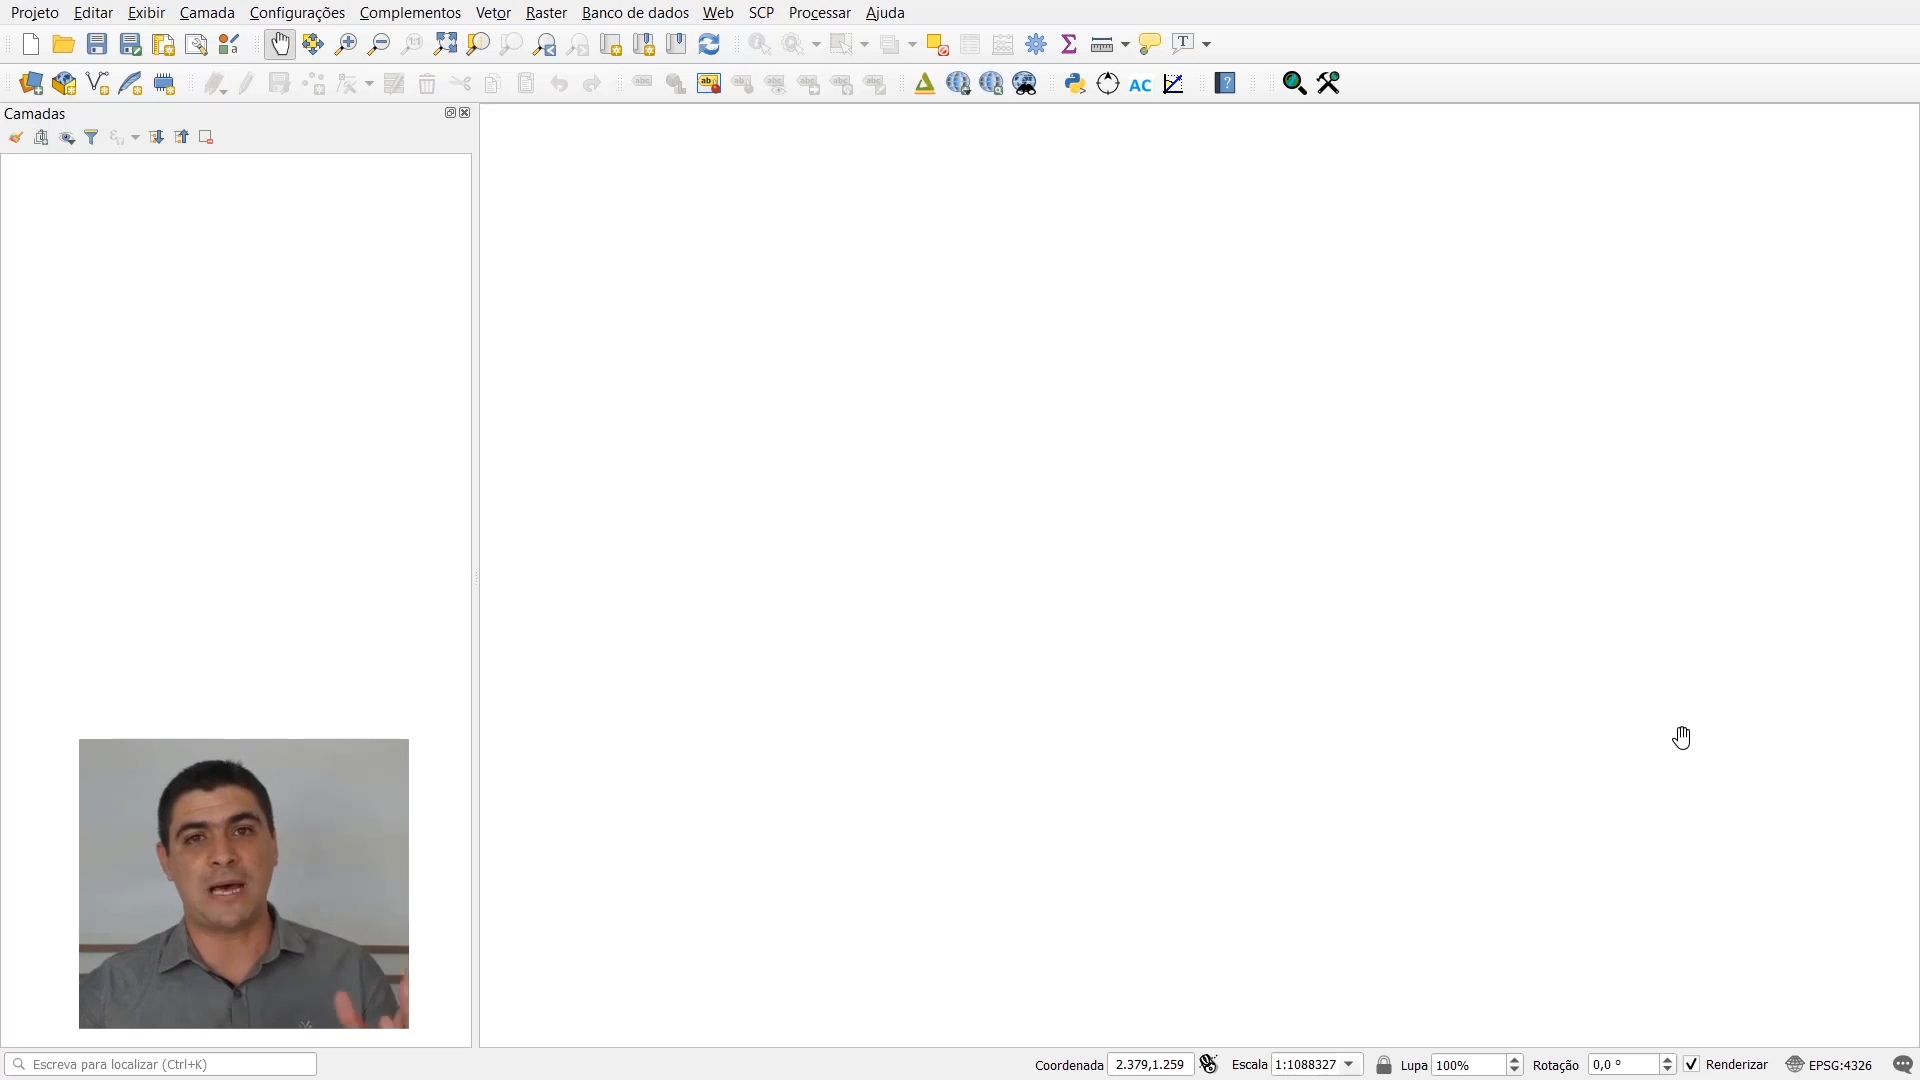 Projeto Editar Exibir Camada Configurações Complementos Vetor Raster Banco de dados Web SCP Processar Ajuda
Camadas
Escreva para localizar (Ctrl+K)
Coordenada 2.379,1.259 Escala 1:1088327 Lupa 100% Rotação 0,0 ° Renderizar EPSG:4326